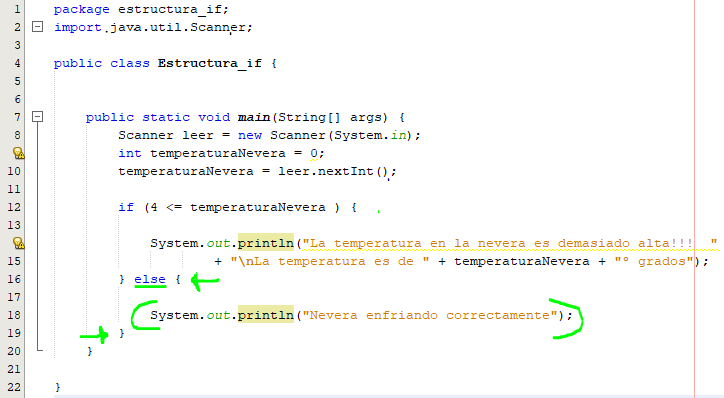 1 package estructura_if;
2 import java.util.Scanner;
3
4 public class Estructura_if {
5
6
7 public static void main(String[] args) {
8 Scanner leer = new Scanner(System.in);
int temperaturaNevera = 0;
10 temperaturaNevera = leer.nextInt();
11
12 if (4 <= temperaturaNevera ) {
13
System.out.println("La temperatura en la nevera es demasiado alta!!!  "
15 + "\nLa temperatura es de " + temperaturaNevera + "° grados");
16 } else {
17
18 System.out.println("Nevera enfriando correctamente");
19 }
20 }
21
22 }